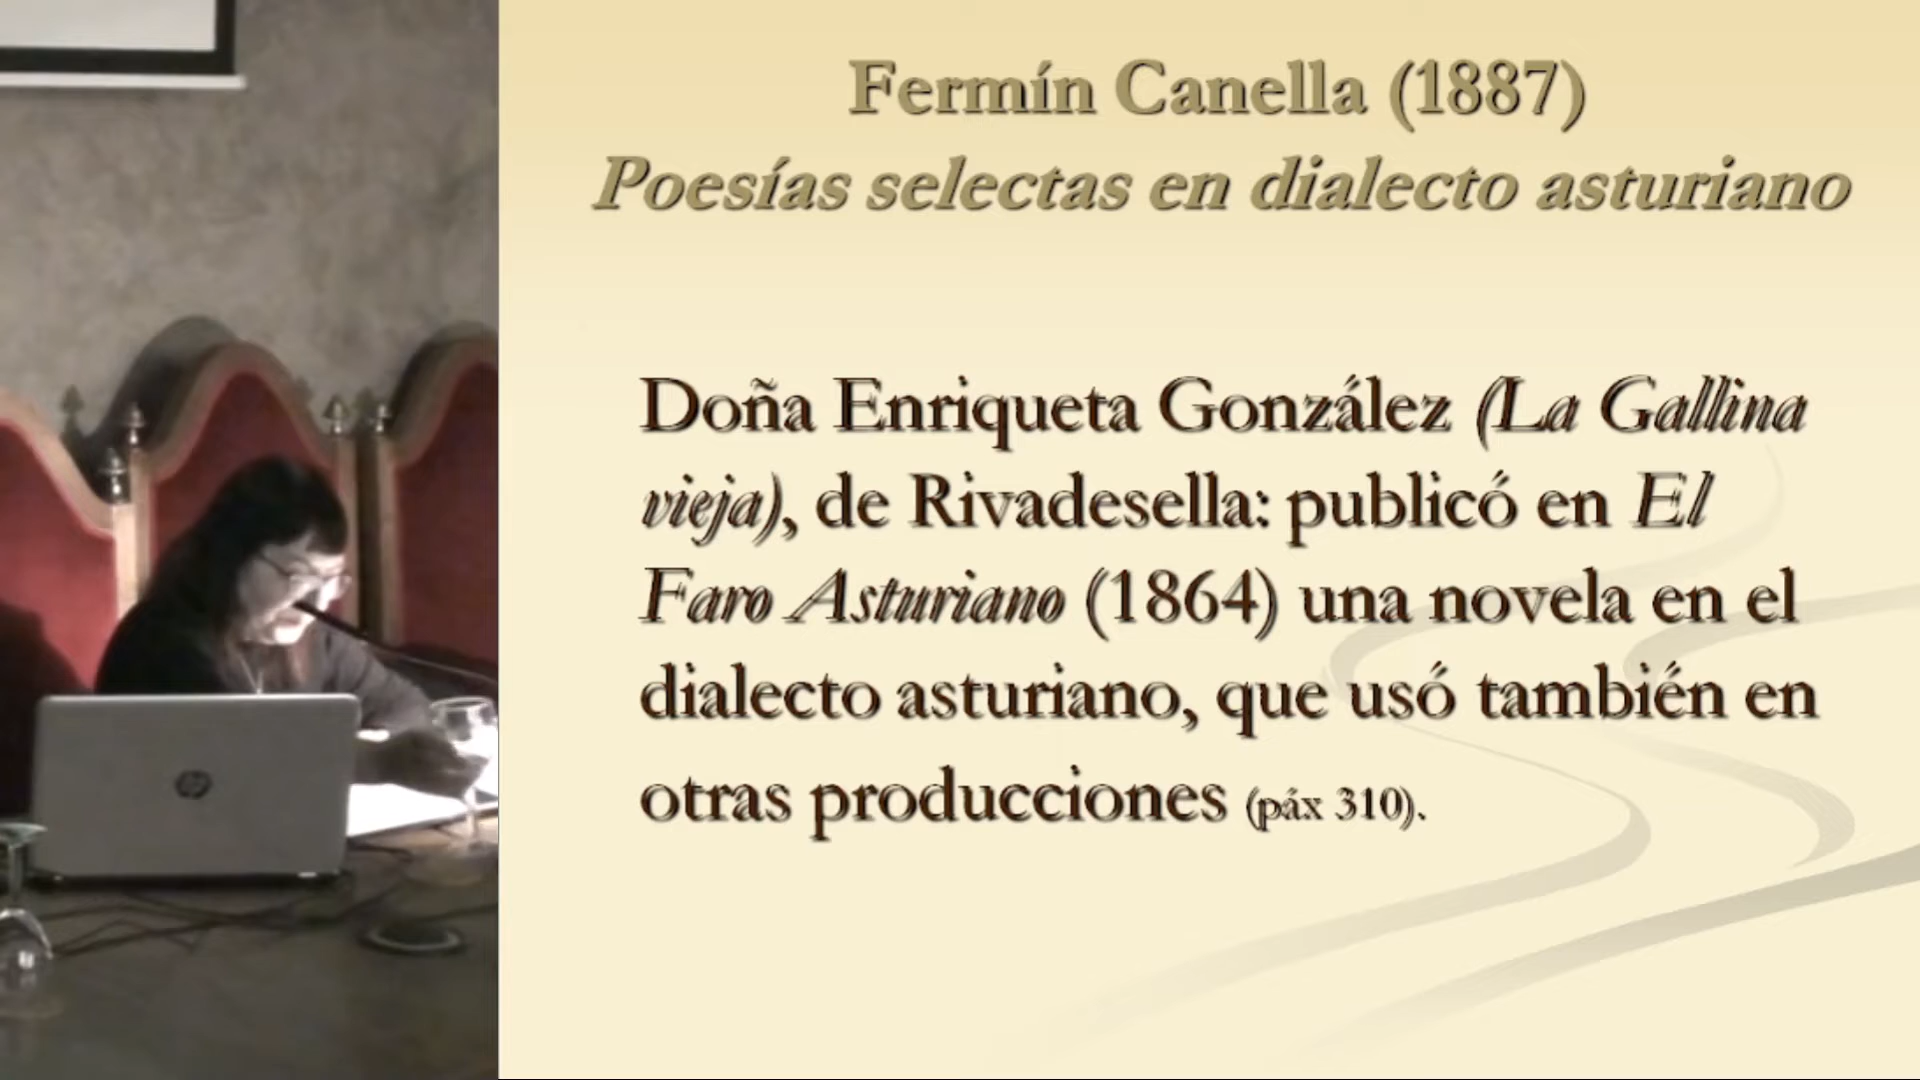 Fermín Canella (1887)
Poesías selectas en dialecto asturiano
Doña Enriqueta González (La Gallina
vieja), de Rivadesella: publicó en El
Faro Asturiano (1864) una novela en el
dialecto asturiano, que usó también en
otras producciones (páx 310).
hp